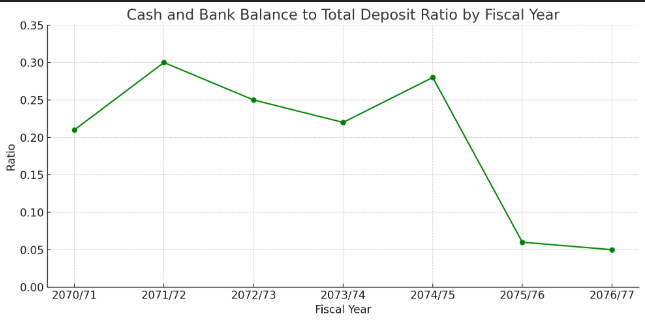 Cash and Bank Balance to Total Deposit Ratio by Fiscal Year
0.35
0.30
0.25
0.20
0.15
0.10
0.05
0.00
Ratio
2070/71 2071/72 2072/73 2073/74 2074/75 2075/76 2076/77
Fiscal Year